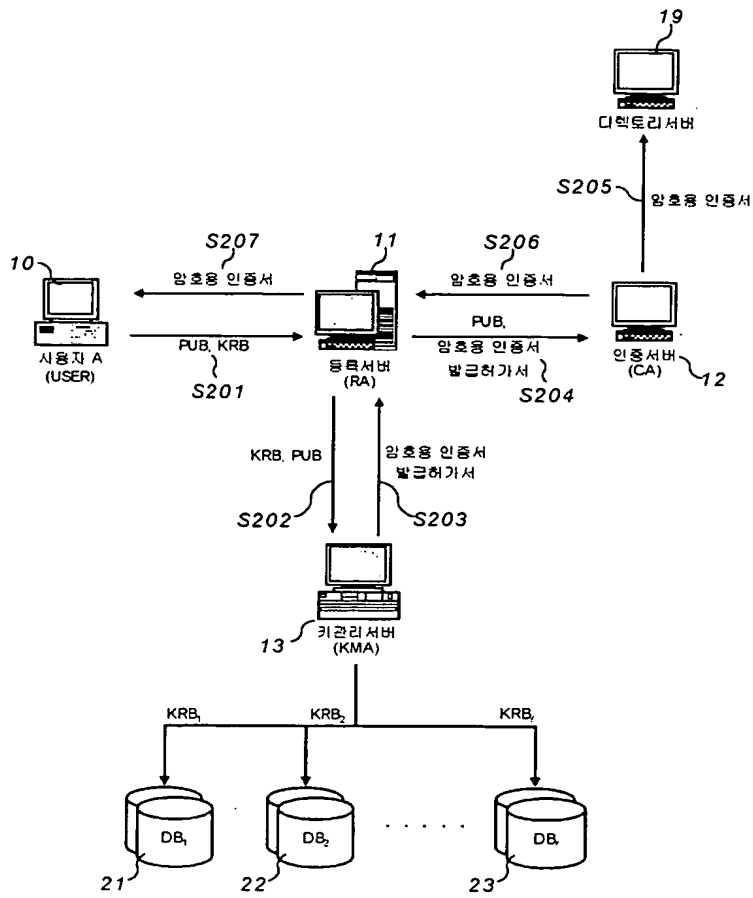 19
디렉토리서버
S205
암호용 인증서
S207
11
S206
10
암호용 인증서
암호용 인증서
PUB, KRB
PUB,
암호용 인증서
발급허가서
사용자 A
(USER)
S201
등록서버
(RA)
S204
인증서버
(CA)
12
KRB, PUB
암호용 인증서
발급허가서
S202
S203
13
키관리서버
(KMA)
KRB₁
KRB₂
KRBᵣ
DB₁
DB₂
. . . . .
DBᵣ
21
22
23